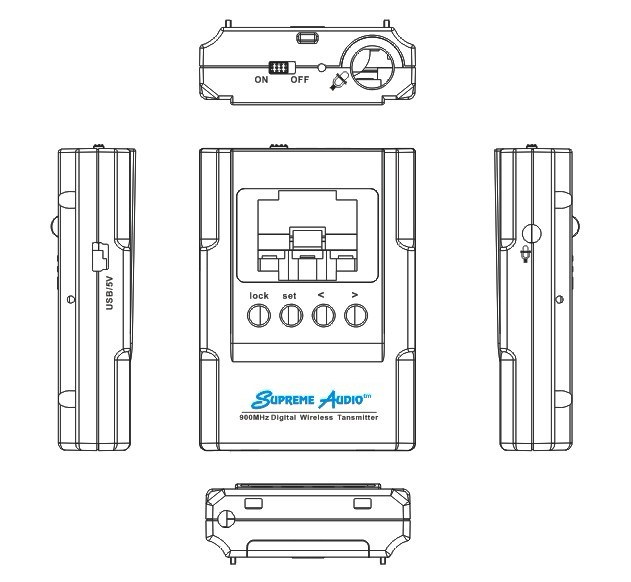 ON OFF
USB/5V
lock set < >
SUPREME AUDIO™
900MHz Digital Wireless Tansmitter